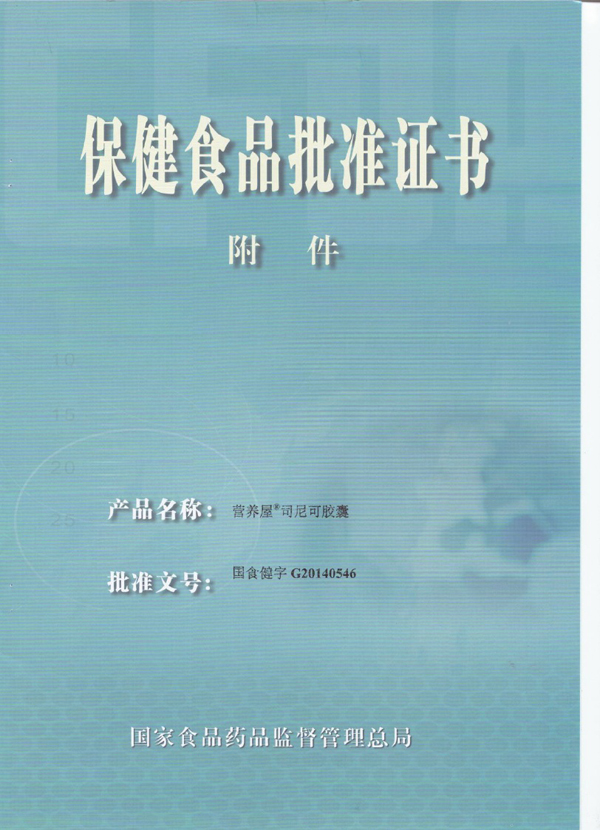 保健食品批准证书
附 件
10
15
20
产品名称: 营养屋®司尼可胶囊
批准文号: 国食健字 G20140546
国家食品药品监督管理总局